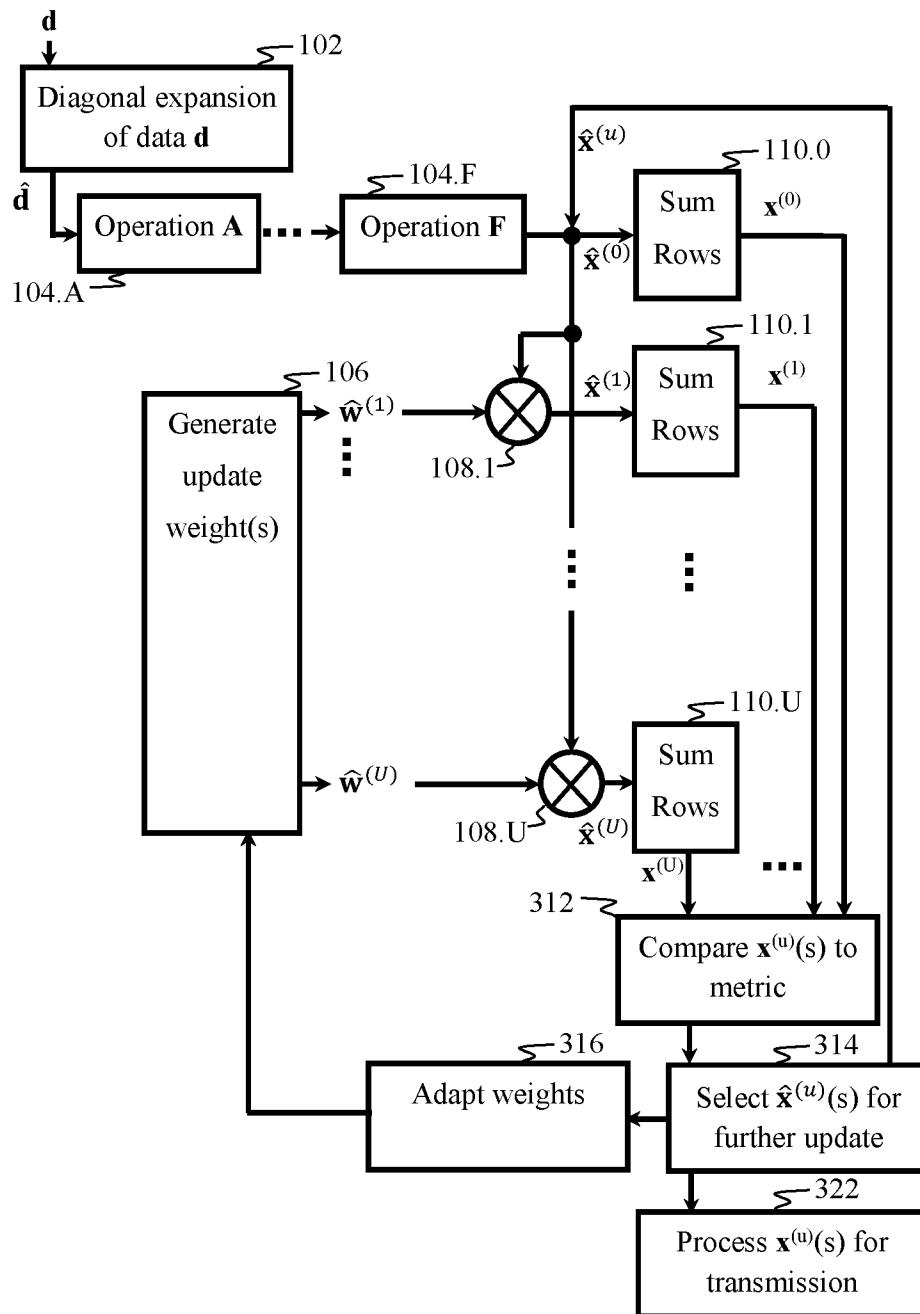 d
102
Diagonal expansion
of data d
d̂
Operation A
104.A
104.F
Operation F
x̂^(u)
x̂^(0)
110.0
Sum
Rows
x^(0)
110.1
Sum
Rows
x^(1)
106
Generate
update
weight(s)
ŵ^(1)
x̂^(1)
108.1
ŵ^(U)
108.U
x̂^(U)
110.U
Sum
Rows
x^(U)
312
Compare x^(u)(s) to
metric
316
Adapt weights
314
Select x̂^(u)(s) for
further update
322
Process x^(u)(s) for
transmission